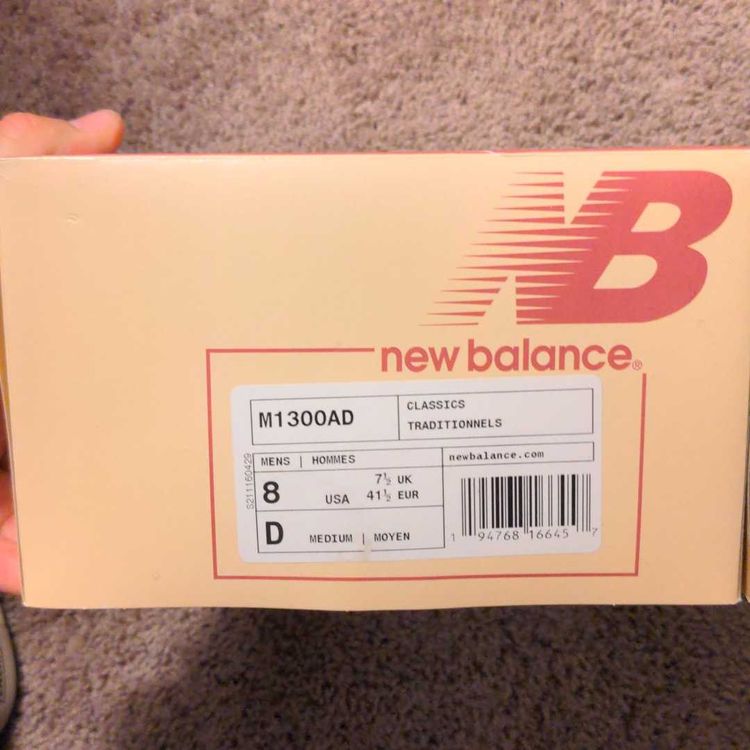 NB
new balance®
M1300AD
CLASSICS
TRADITIONNELS
S211160429
MENS | HOMMES
8 USA 7½ UK
41½ EUR
D MEDIUM | MOYEN
newbalance.com
1 94768 16645 7